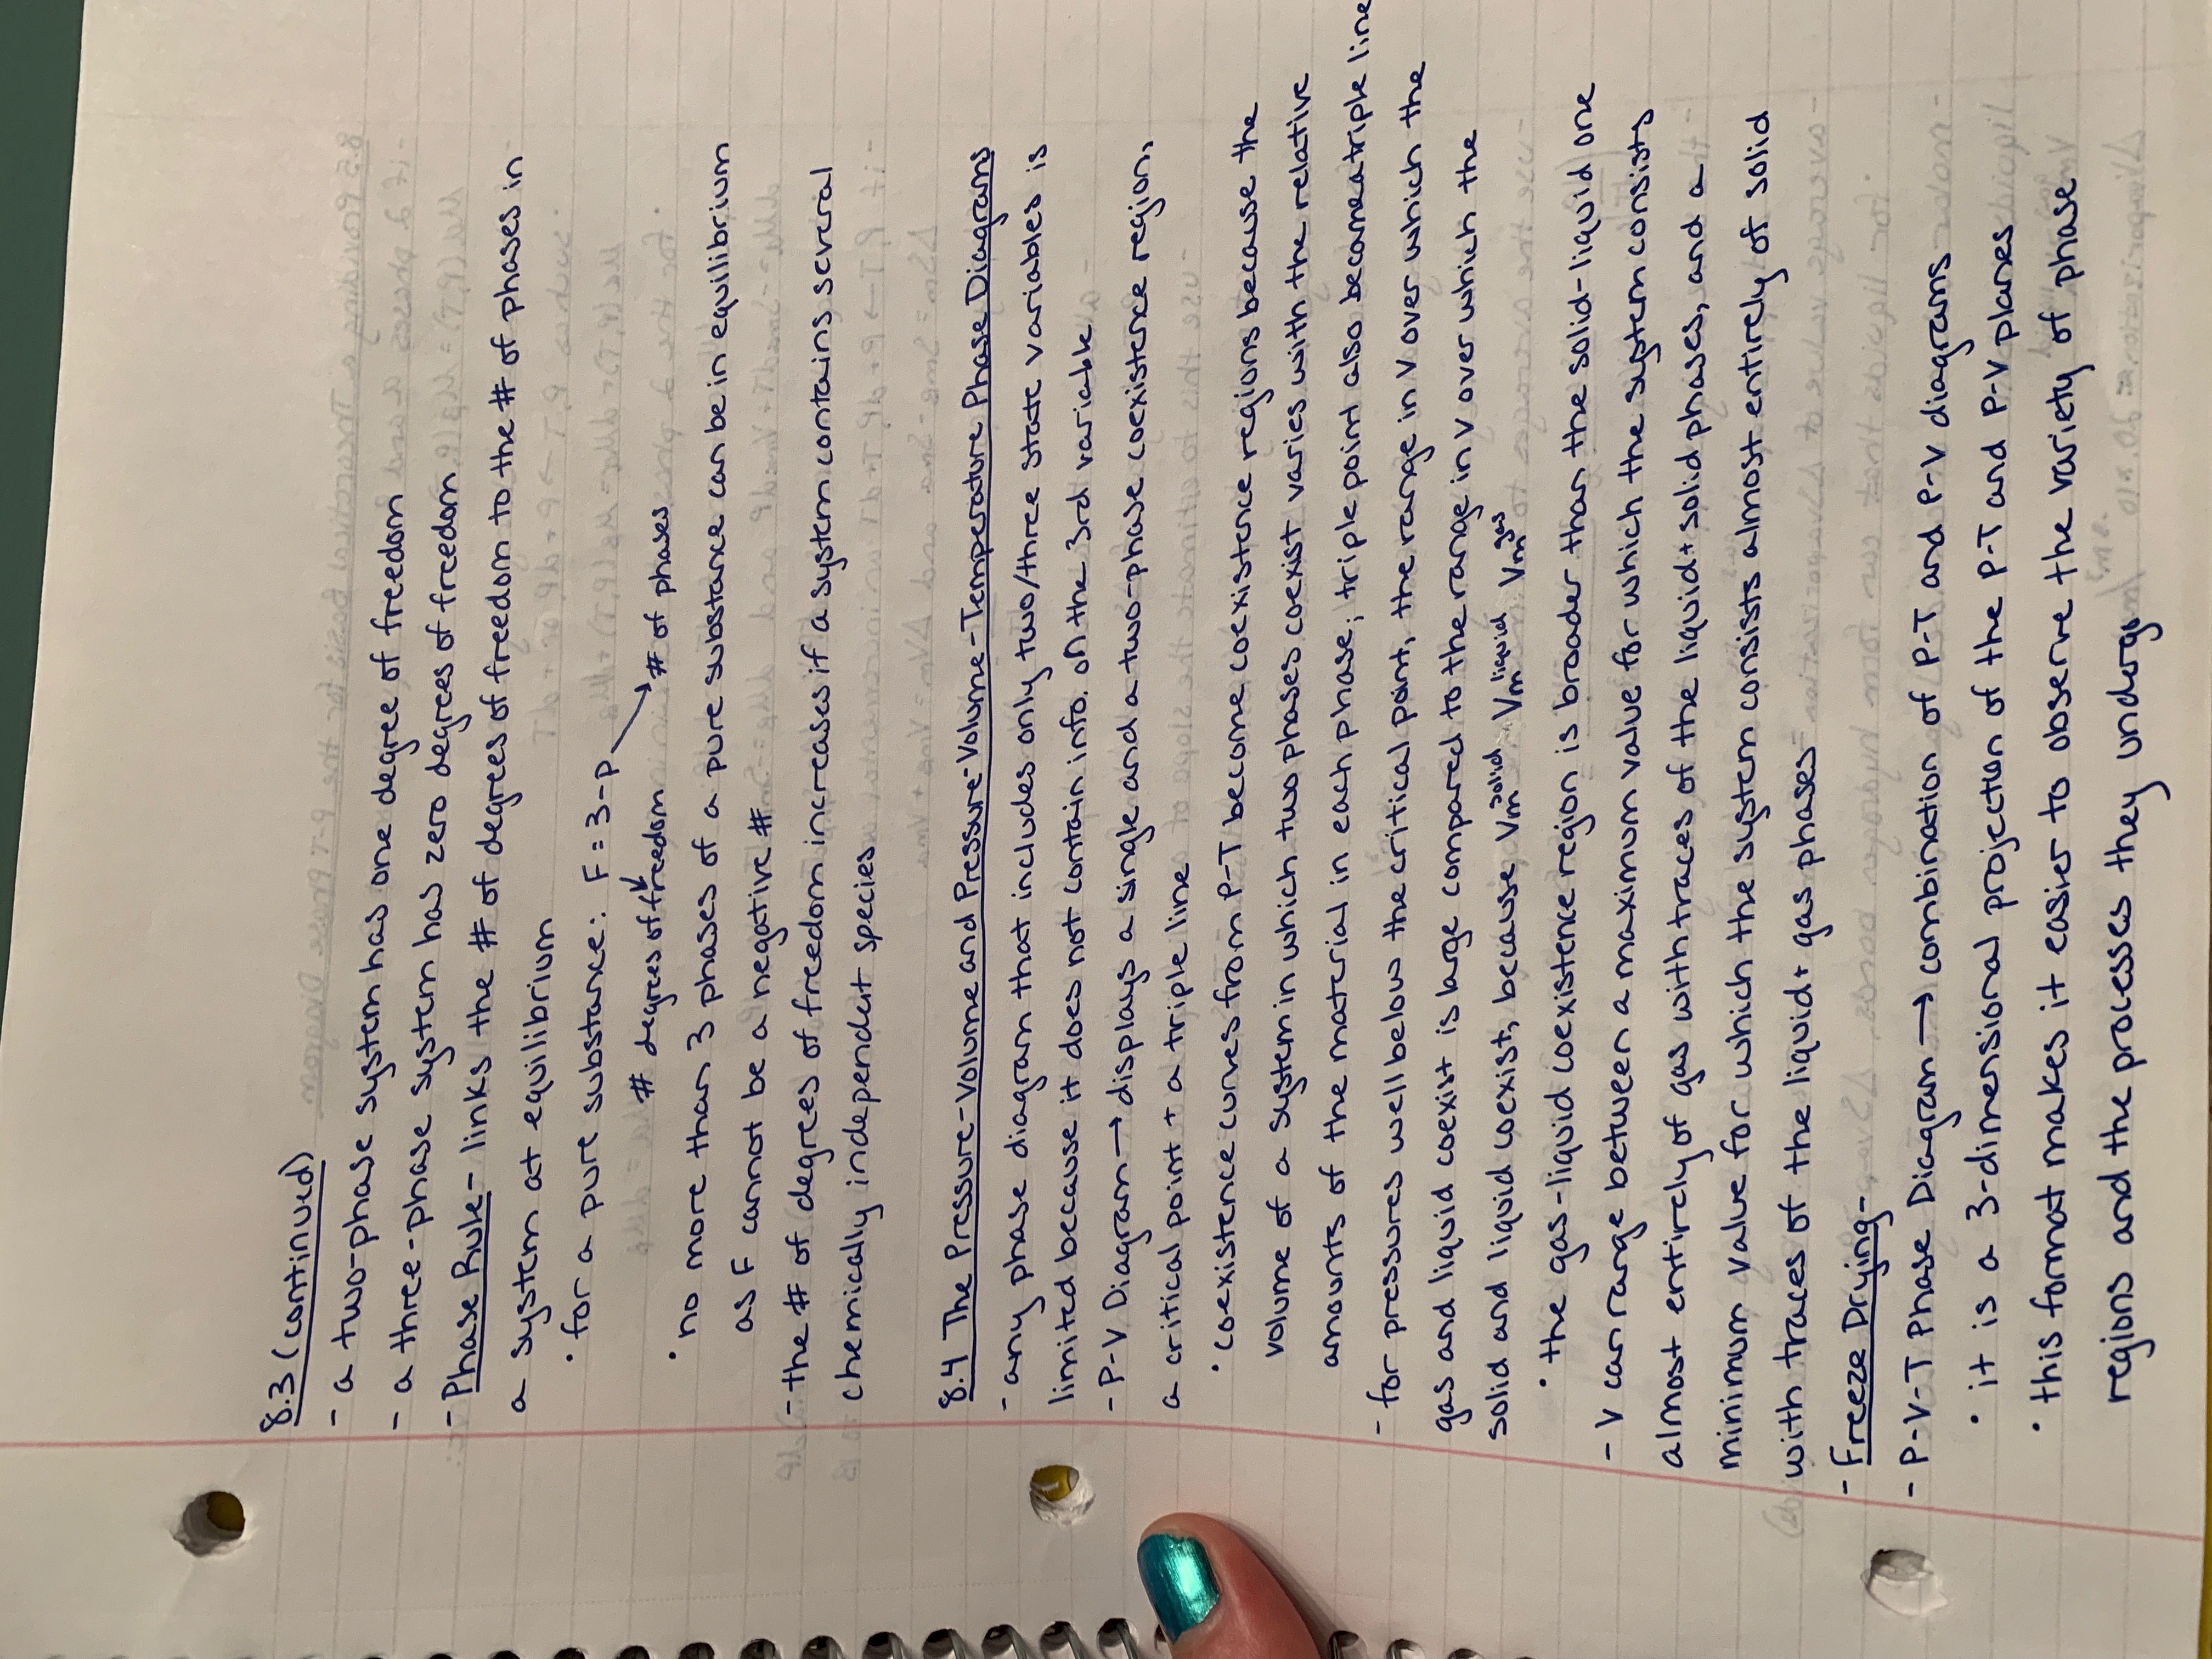 8.3 (continued)
- a two-phase system has one degree of freedom
- a three-phase system has zero degrees of freedom
- Phase Rule - links the # of degrees of freedom to the # of phases in
a system at equilibrium
• for a pure substance: F = 3-p
# degrees of freedom # of phases
• no more than 3 phases of a pure substance can be in equilibrium
as F cannot be a negative #
- the # of degrees of freedom increases if a system contains several
chemically independent species
8.4 The Pressure-Volume and Pressure-Volume-Temperature Phase Diagrams
- any phase diagram that includes only two/three state variables is
limited because it does not contain info. on the 3rd variable
- P-V Diagram → displays a single and a two-phase coexistence region,
a critical point + a triple line
• coexistence curves from P-T become coexistence regions because the
volume of a system in which two phases coexist varies with the relative
amounts of the material in each phase; triple point also became a triple line
- for pressures well below the critical point, the range in V over which the
gas and liquid coexist is large compared to the range in V over which the
solid and liquid coexist, because Vm^solid Vm^liquid Vm^gas
• the gas-liquid coexistence region is broader than the solid-liquid one
- V can range between a maximum value for which the system consists
almost entirely of gas with traces of the liquid + solid phases, and a
minimum value for which the system consists almost entirely of solid
with traces of the liquid + gas phases
- Freeze Drying -
- P-V-T Phase Diagram → combination of P-T and P-V diagrams
• it is a 3-dimensional projection of the P-T and P-V planes
• this format makes it easier to observe the variety of phase
regions and the processes they undergo